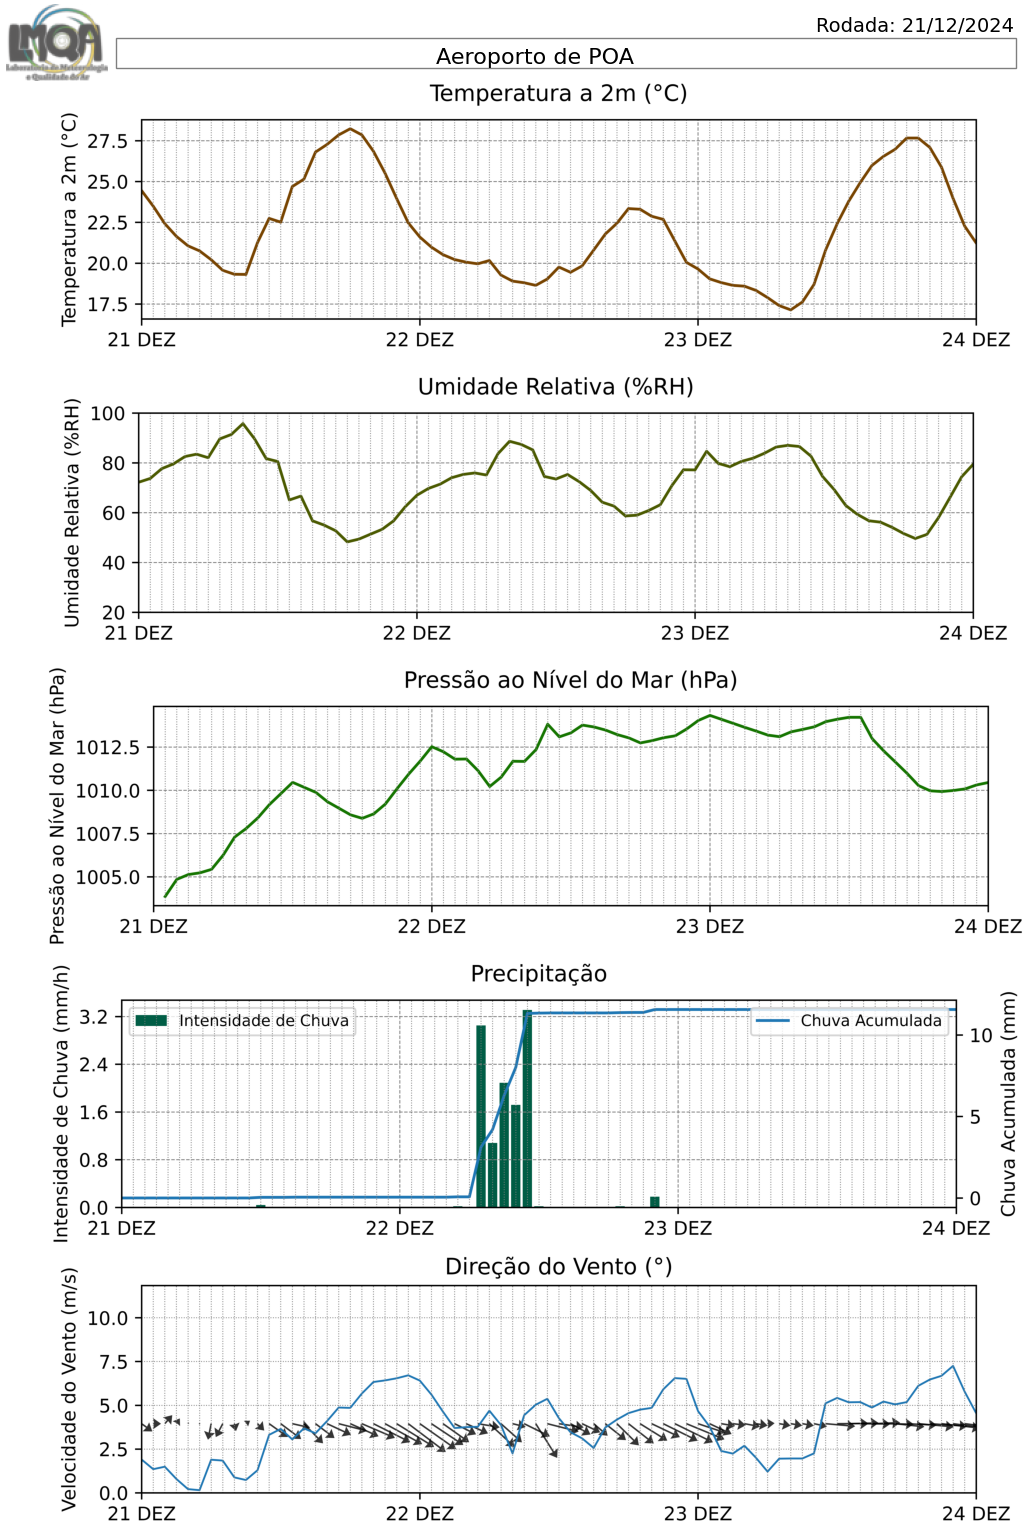 Rodada: 21/12/2024
LMQA
Laboratório de Meteorologia
e Qualidade do Ar
Aeroporto de POA
Temperatura a 2m (°C)
Temperatura a 2m (°C)
27.5
25.0
22.5
20.0
17.5
21 DEZ 22 DEZ 23 DEZ 24 DEZ
Umidade Relativa (%RH)
Umidade Relativa (%RH)
100
80
60
40
20
21 DEZ 22 DEZ 23 DEZ 24 DEZ
Pressão ao Nível do Mar (hPa)
Pressão ao Nível do Mar (hPa)
1012.5
1010.0
1007.5
1005.0
21 DEZ 22 DEZ 23 DEZ 24 DEZ
Precipitação
Intensidade de Chuva (mm/h)
3.2
2.4
1.6
0.8
0.0
Intensidade de Chuva
Chuva Acumulada
10
5
0
Chuva Acumulada (mm)
21 DEZ 22 DEZ 23 DEZ 24 DEZ
Direção do Vento (°)
Velocidade do Vento (m/s)
10.0
7.5
5.0
2.5
0.0
21 DEZ 22 DEZ 23 DEZ 24 DEZ